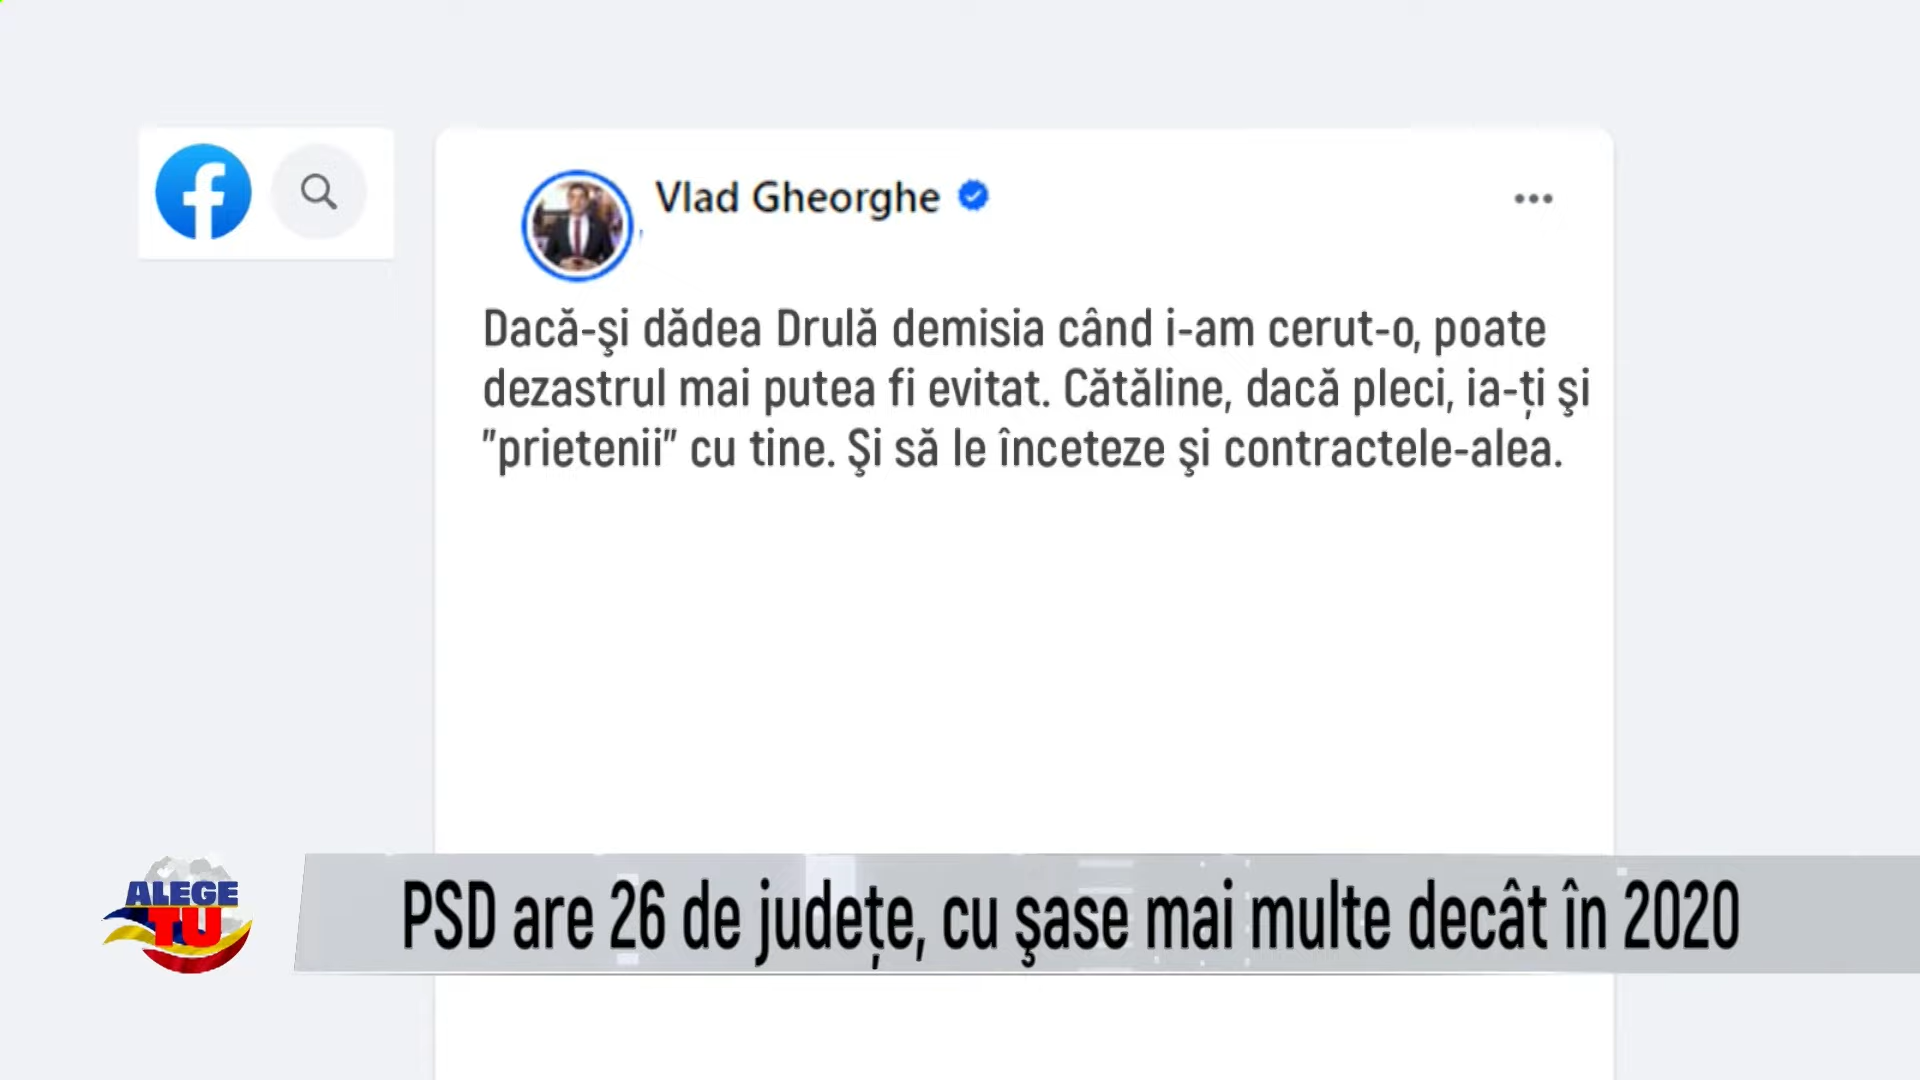 Vlad Gheorghe
Dacă-şi dădea Drulă demisia când i-am cerut-o, poate
dezastrul mai putea fi evitat. Cătăline, dacă pleci, ia-ți şi
"prietenii" cu tine. Şi să le înceteze şi contractele-alea.
ALEGE
TU
PSD are 26 de județe, cu şase mai multe decât în 2020